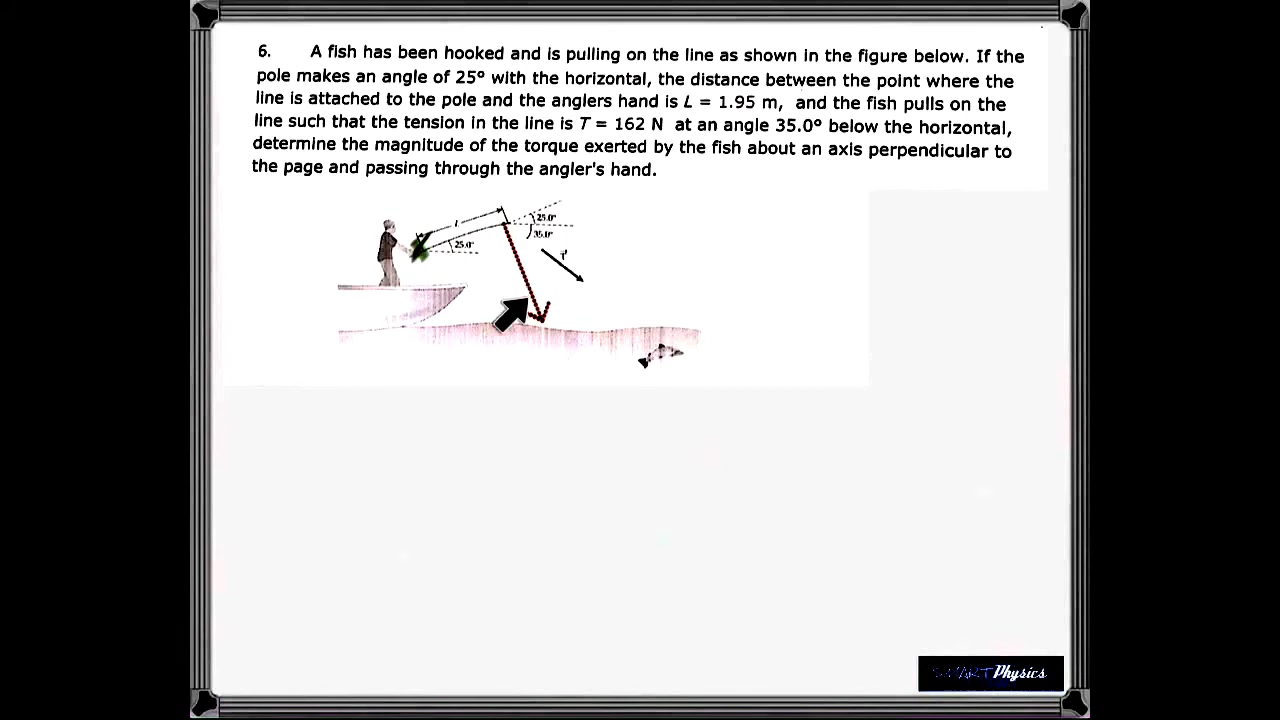 6. A fish has been hooked and is pulling on the line as shown in the figure below. If the
pole makes an angle of 25° with the horizontal, the distance between the point where the
line is attached to the pole and the anglers hand is L = 1.95 m, and the fish pulls on the
line such that the tension in the line is T = 162 N at an angle 35.0° below the horizontal,
determine the magnitude of the torque exerted by the fish about an axis perpendicular to
the page and passing through the angler's hand.
L
25.0°
35.0°
25.0°
T
SMART Physics